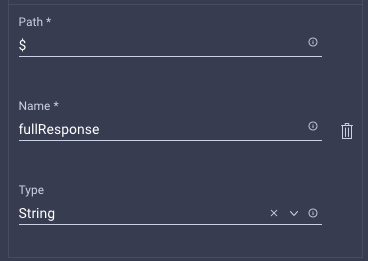 Path *
$
Name *
fullResponse
Type
String